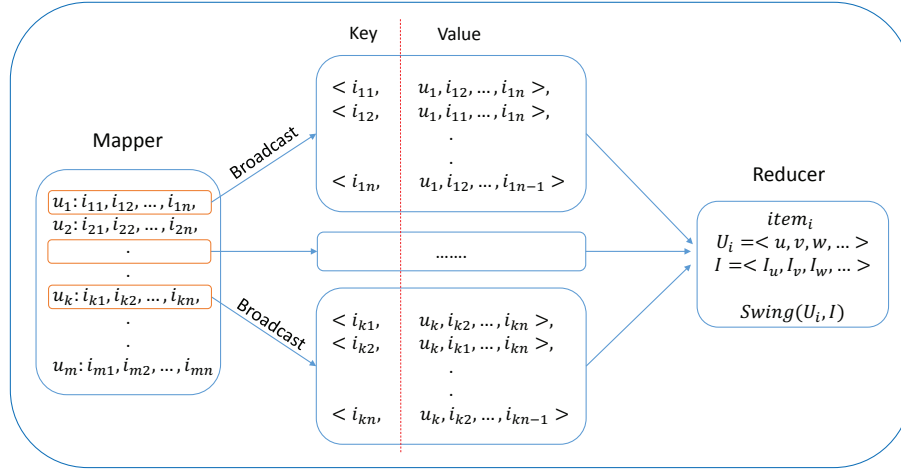 Key Value
< i₁₁, u₁, i₁₂, … , i₁ₙ >,
< i₁₂, u₁, i₁₁, … , i₁ₙ >,
.
.
< i₁ₙ, u₁, i₁₂, … , i₁ₙ₋₁ >
Mapper
u₁: i₁₁, i₁₂, … , i₁ₙ,
u₂: i₂₁, i₂₂, … , i₂ₙ,
.
.
uₖ: iₖ₁, iₖ₂, … , iₖₙ,
.
.
uₘ: iₘ₁, iₘ₂, … , iₘₙ
Broadcast
Broadcast
…….
< iₖ₁, uₖ, iₖ₂, … , iₖₙ >,
< iₖ₂, uₖ, iₖ₁, … , iₖₙ >,
.
.
< iₖₙ, uₖ, iₖ₂, … , iₖₙ₋₁ >
Reducer
itemᵢ
Uᵢ =< u, v, w, … >
I =< Iᵤ, Iᵥ, I_w, … >
Swing(Uᵢ, I)